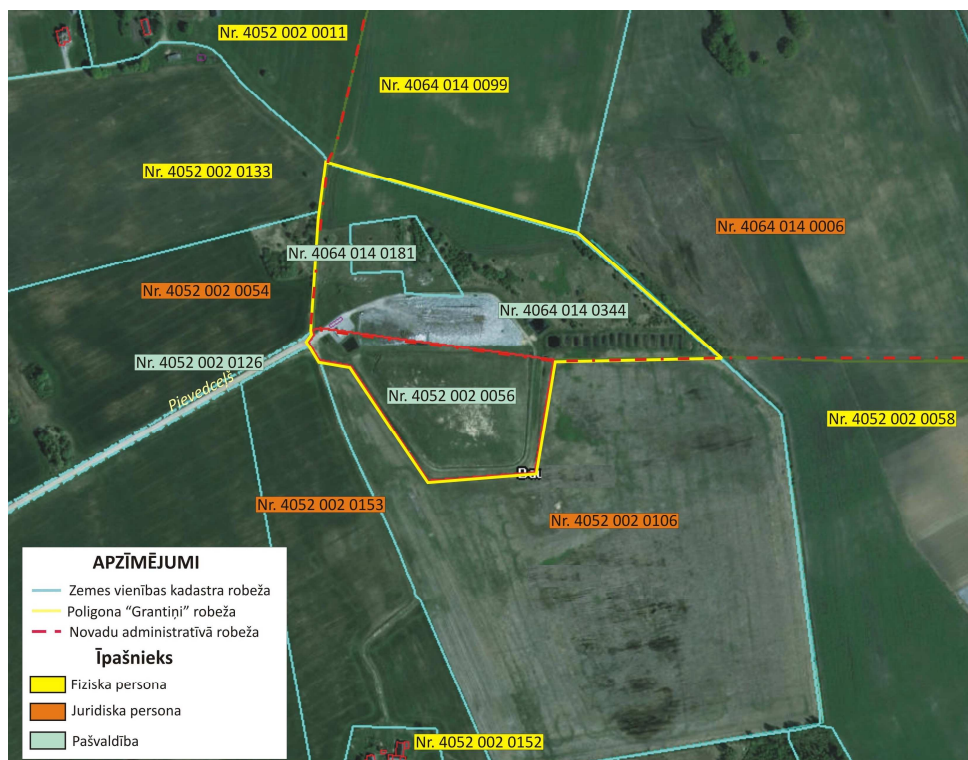 Nr. 4052 002 0011
Nr. 4064 014 0099
Nr. 4052 002 0133
Nr. 4064 014 0006
Nr. 4064 014 0181
Nr. 4052 002 0054
Nr. 4064 014 0344
Nr. 4052 002 0126
Pievedceļš
Nr. 4052 002 0056
Nr. 4052 002 0058
Nr. 4052 002 0153
Nr. 4052 002 0106
APZĪMĒJUMI
Zemes vienības kadastra robeža
Poligona “Grantiņi” robeža
Novadu administratīvā robeža
Īpašnieks
Fiziska persona
Juridiska persona
Pašvaldība
Nr. 4052 002 0152